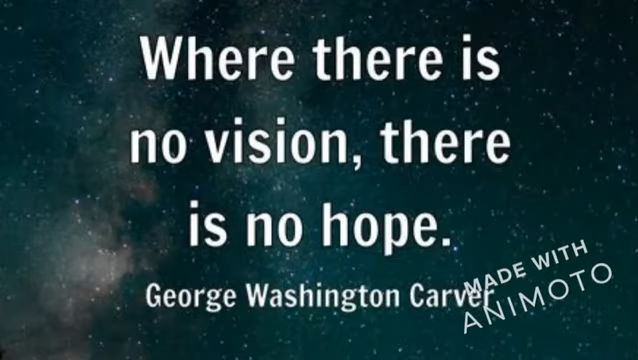 Where there is
no vision, there
is no hope.
George Washington Carver
MADE WITH
ANIMOTO